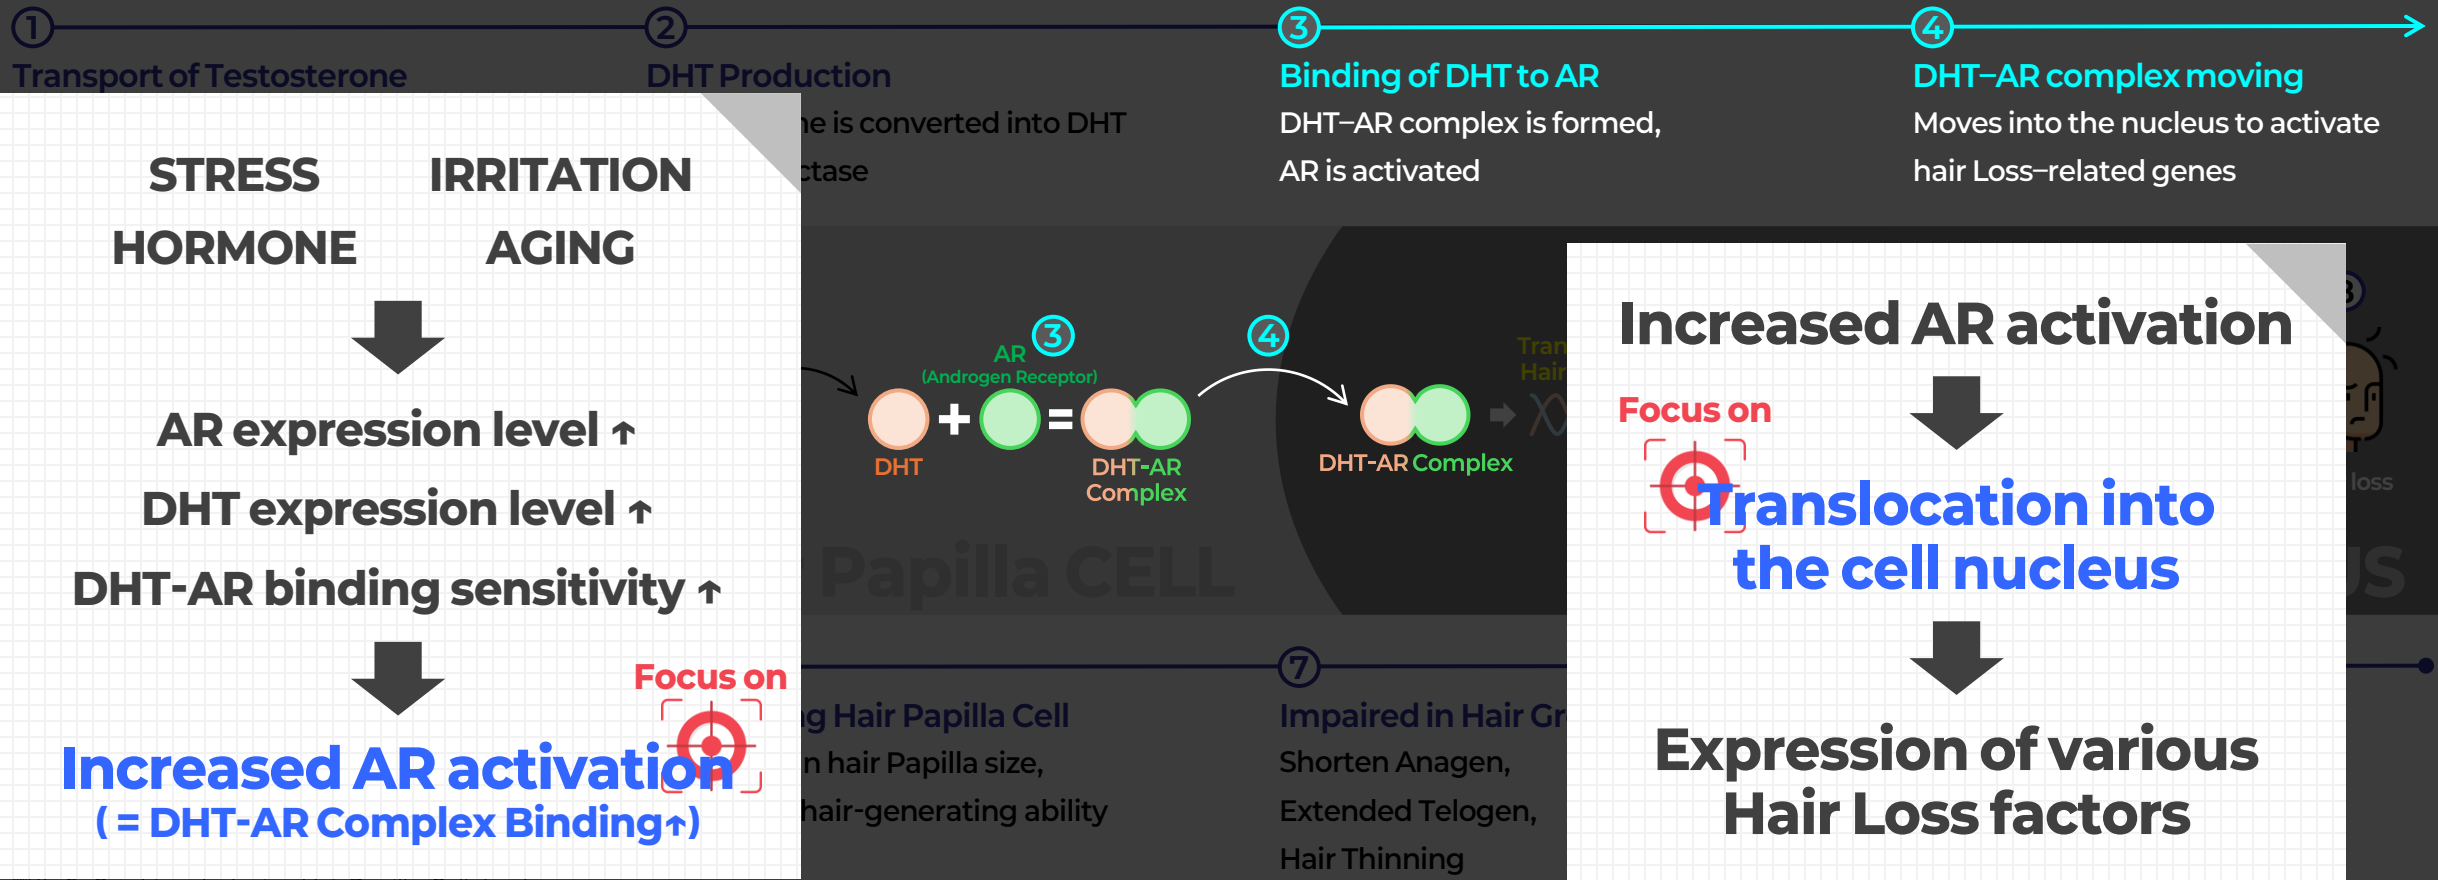 1
Transport of Testosterone
2
DHT Production
ne is converted into DHT
ctase
3
Binding of DHT to AR
DHT–AR complex is formed,
AR is activated
4
DHT–AR complex moving
Moves into the nucleus to activate
hair Loss–related genes
STRESS IRRITATION
HORMONE AGING
AR expression level ↑
DHT expression level ↑
DHT-AR binding sensitivity ↑
Focus on
Increased AR activation
( = DHT-AR Complex Binding↑)
3
AR
(Androgen Receptor)
+
=
DHT
DHT-AR
Complex
4
DHT-AR Complex
Tran
Hair
Papilla CELL
Increased AR activation
Focus on
Translocation into
the cell nucleus
Expression of various
Hair Loss factors
loss
US
g Hair Papilla Cell
n hair Papilla size,
hair-generating ability
7
Impaired in Hair Gr
Shorten Anagen,
Extended Telogen,
Hair Thinning